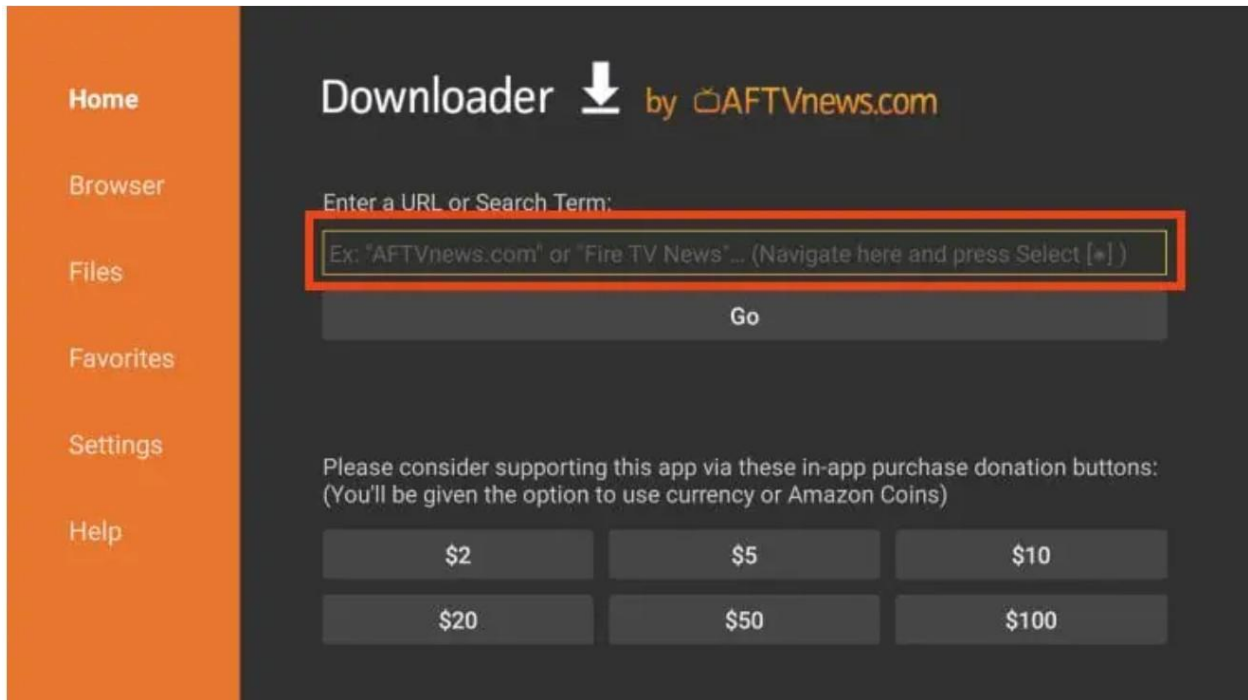 Home
Browser
Files
Favorites
Settings
Help
Downloader by AFTVnews.com
Enter a URL or Search Term:
Ex: "AFTVnews.com" or "Fire TV News"... (Navigate here and press Select [●] )
Go
Please consider supporting this app via these in-app purchase donation buttons:
(You'll be given the option to use currency or Amazon Coins)
$2 $5 $10
$20 $50 $100